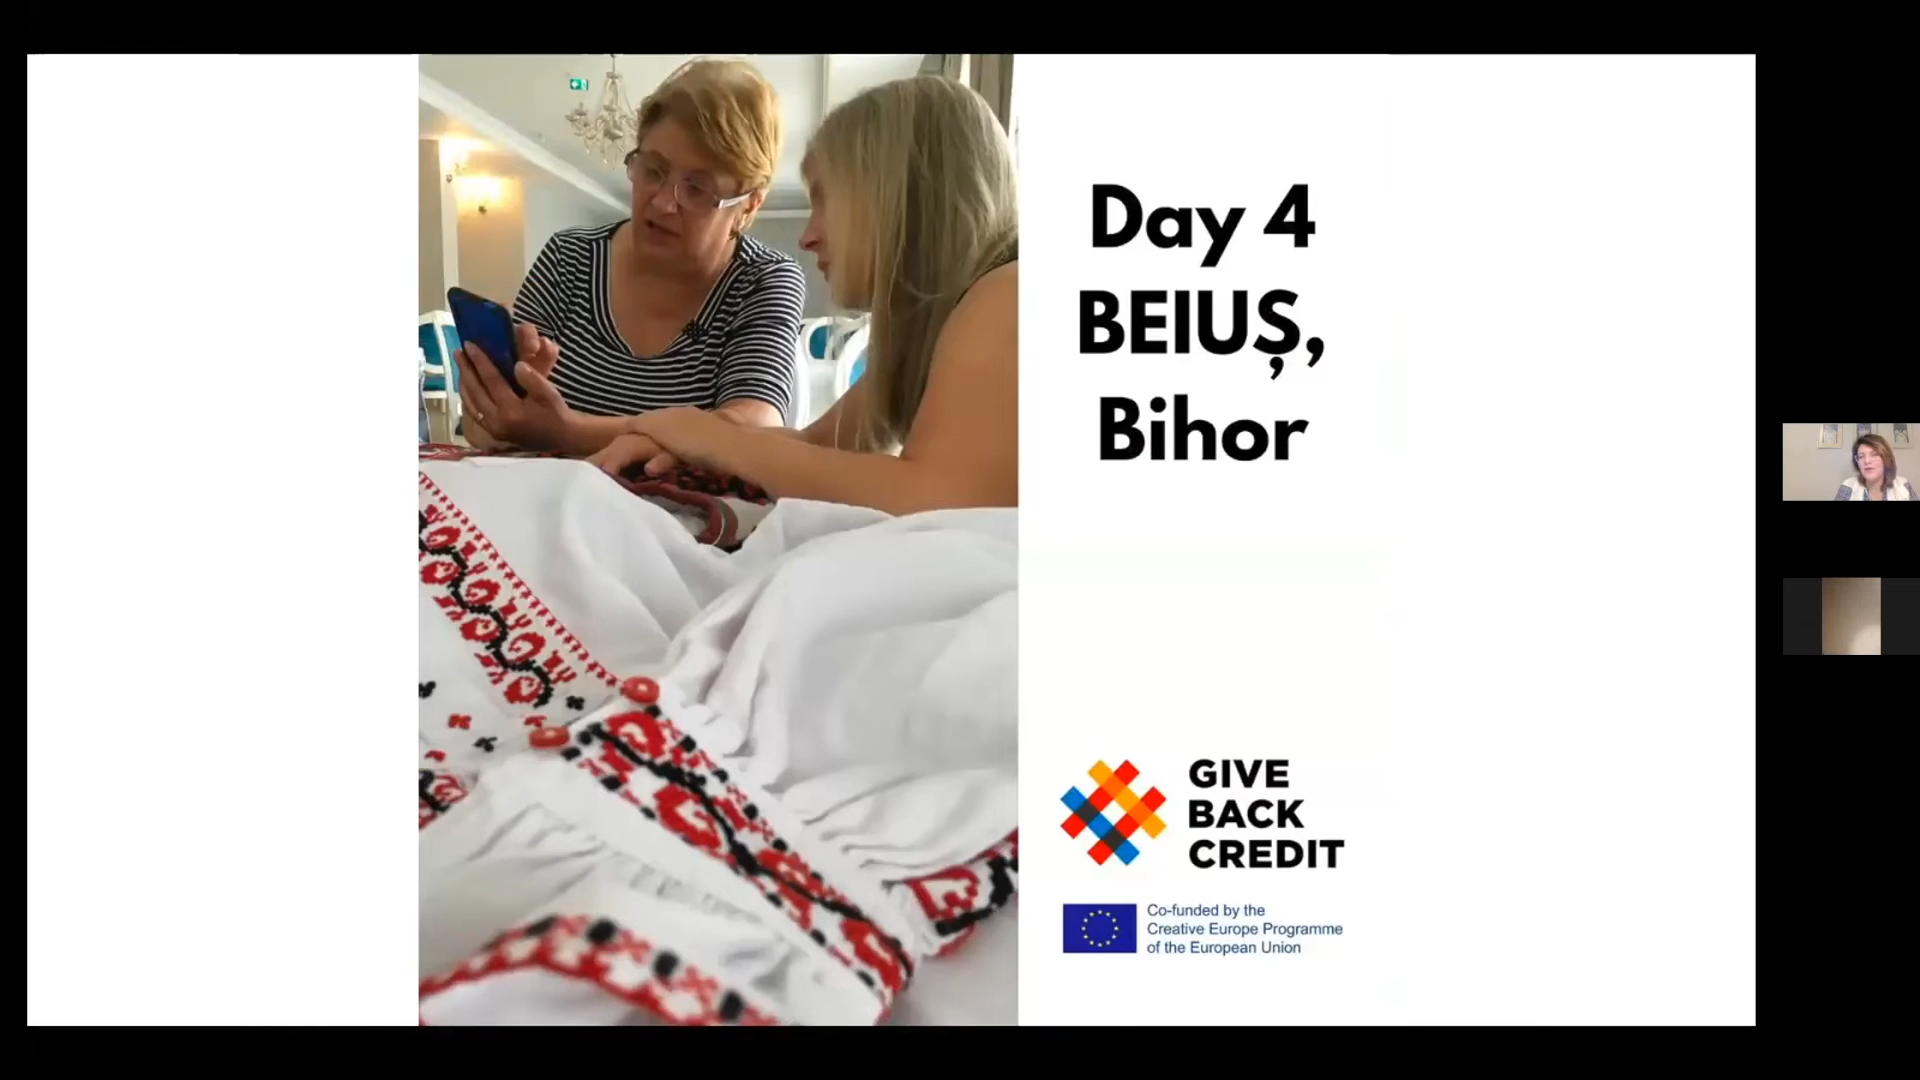 Day 4
BEIUȘ,
Bihor
GIVE
BACK
CREDIT
Co-funded by the
Creative Europe Programme
of the European Union